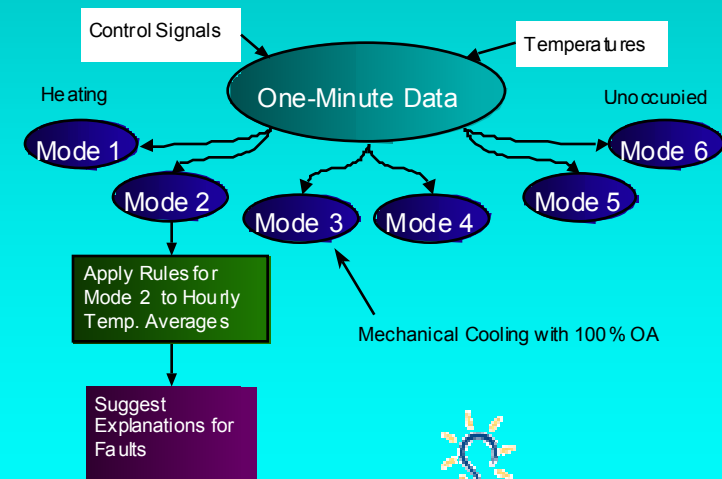 Control Signals
Temperatures
One-Minute Data
Heating
Unoccupied
Mode 1
Mode 6
Mode 2
Mode 3
Mode 4
Mode 5
Apply Rules for
Mode 2 to Hourly
Temp. Averages
Mechanical Cooling with 100% OA
Suggest
Explanations for
Faults